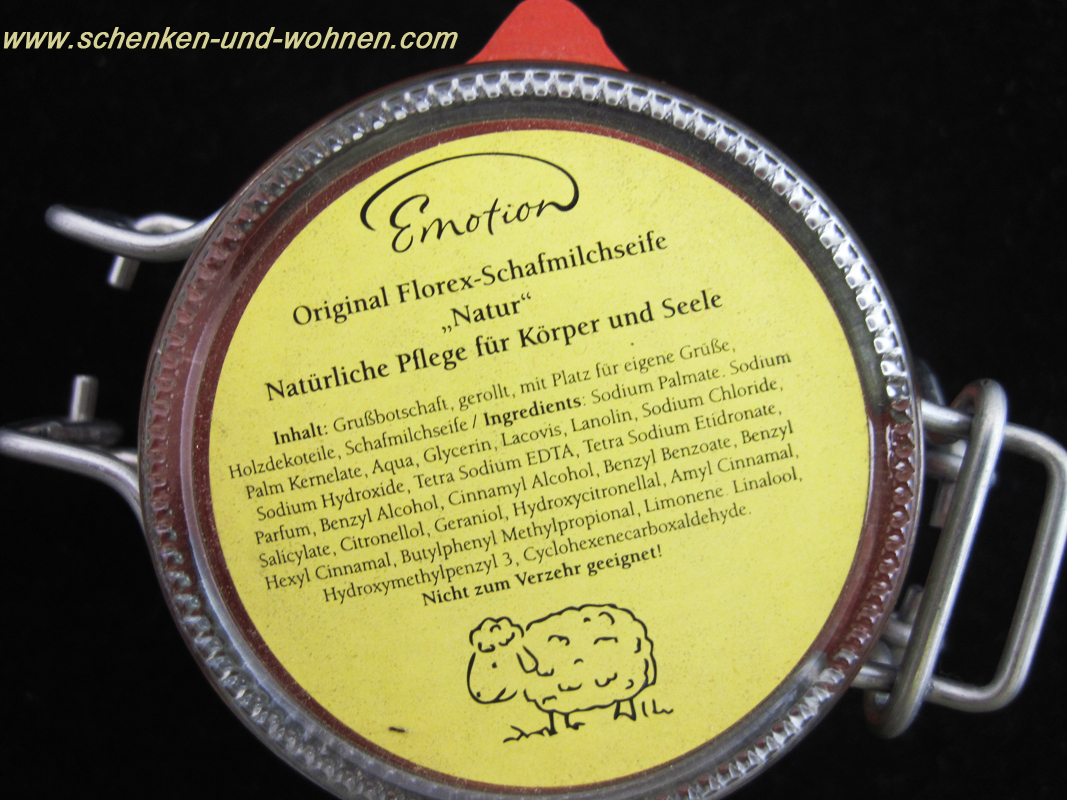 www.schenken-und-wohnen.com
Emotion
Original Florex-Schafmilchseife
„Natur“
Natürliche Pflege für Körper und Seele
Inhalt: Grußbotschaft, gerollt, mit Platz für eigene Grüße,
Holzdekoteile, Schafmilchseife / Ingredients: Sodium Palmate. Sodium
Palm Kernelate, Aqua, Glycerin, Lacovis, Lanolin, Sodium Chloride,
Sodium Hydroxide, Tetra Sodium EDTA, Tetra Sodium Etidronate,
Parfum, Benzyl Alcohol, Cinnamyl Alcohol, Benzyl Benzoate, Benzyl
Salicylate, Citronellol, Geraniol, Hydroxycitronellal, Amyl Cinnamal,
Hexyl Cinnamal, Butylphenyl Methylpropional, Limonene. Linalool,
Hydroxymethylpenzyl 3, Cyclohexenecarboxaldehyde.
Nicht zum Verzehr geeignet!